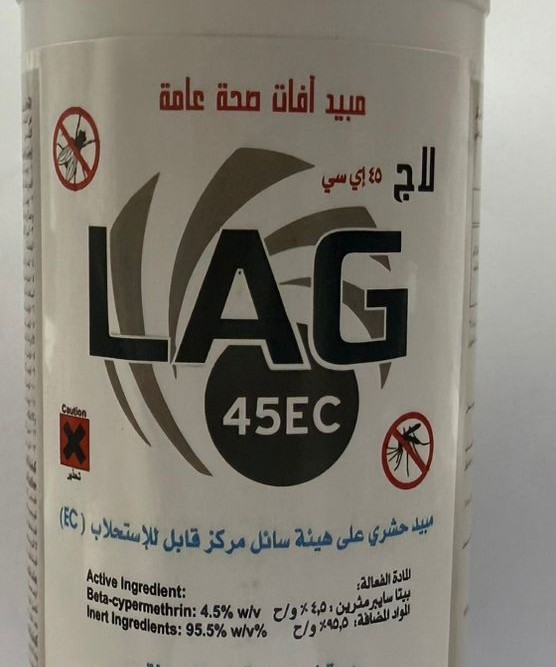 مبيد آفات صحة عامة
لاج ٤٥ إي سي
LAG
45EC
Caution
تحذير
مبيد حشري على هيئة سائل مركز قابل للإستحلاب (EC)
Active Ingredient:
Beta-cypermethrin: 4.5% w/v
Inert Ingredients: 95.5% w/v%
المادة الفعالة:
بيتا سايبرمثرين: ٤,٥٪ و/ح
المواد المضافة: ٩٥,٥٪ و/ح